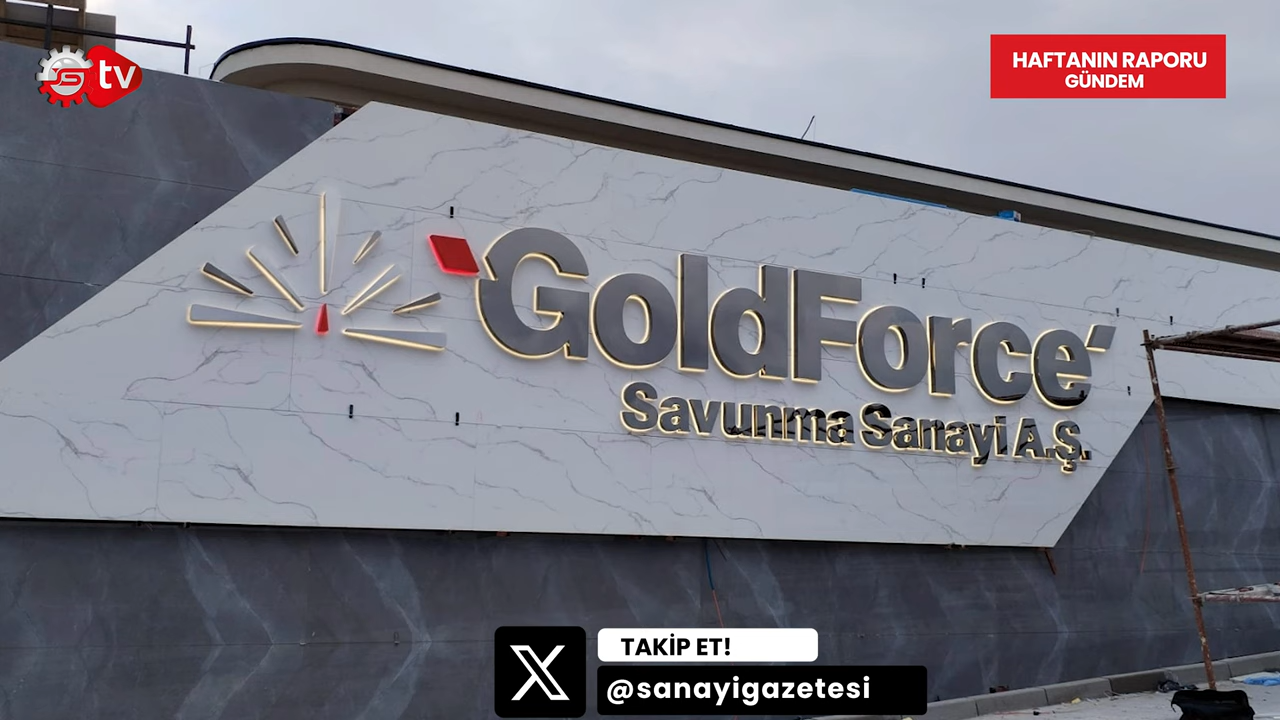 tv
HAFTANIN RAPORU
GÜNDEM
GoldForce
Savunma Sanayi A.Ş.
TAKİP ET!
@sanayigazetesi